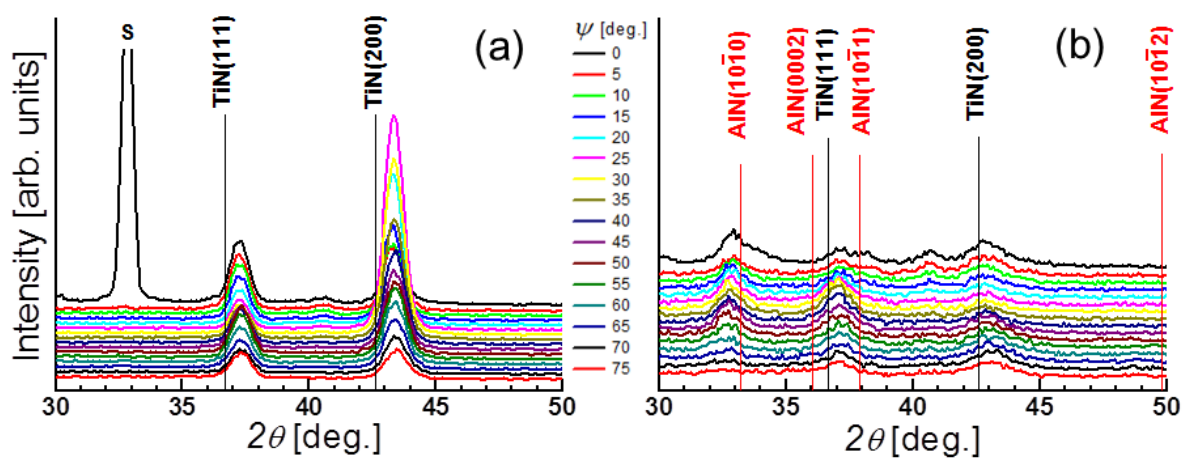 S
TiN(111)
TiN(200)
(a)
Intensity [arb. units]
30 35 40 45 50
2θ [deg.]
ψ [deg.]
0
5
10
15
20
25
30
35
40
45
50
55
60
65
70
75
AlN(101̄0)
AlN(0002)
TiN(111)
AlN(101̄1)
TiN(200)
(b)
AlN(101̄2)
30 35 40 45 50
2θ [deg.]